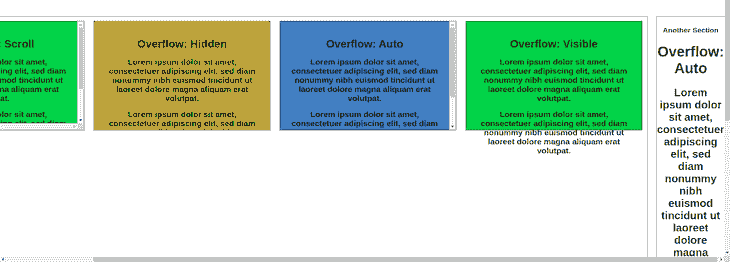 : Scroll
or sit amet,
elit, sed diam
mod tincidunt ut
na aliquam erat
at.
or sit amet,
elit, sed diam
Overflow: Hidden
Lorem ipsum dolor sit amet,
consectetuer adipiscing elit, sed diam
nonummy nibh euismod tincidunt ut
laoreet dolore magna aliquam erat
volutpat.
Lorem ipsum dolor sit amet,
consectetuer adipiscing elit, sed diam
Overflow: Auto
Lorem ipsum dolor sit amet,
consectetuer adipiscing elit, sed diam
nonummy nibh euismod tincidunt ut
laoreet dolore magna aliquam erat
volutpat.
Lorem ipsum dolor sit amet,
consectetuer adipiscing elit, sed diam
Overflow: Visible
Lorem ipsum dolor sit amet,
consectetuer adipiscing elit, sed diam
nonummy nibh euismod tincidunt ut
laoreet dolore magna aliquam erat
volutpat.
Lorem ipsum dolor sit amet,
consectetuer adipiscing elit, sed diam
nonummy nibh euismod tincidunt ut
laoreet dolore magna aliquam erat
volutpat.
Another Section
Overflow:
Auto
Lorem
ipsum dolor
sit amet,
consectetuer
adipiscing
elit, sed
diam
nonummy
nibh
euismod
tincidunt ut
laoreet
dolore
magna